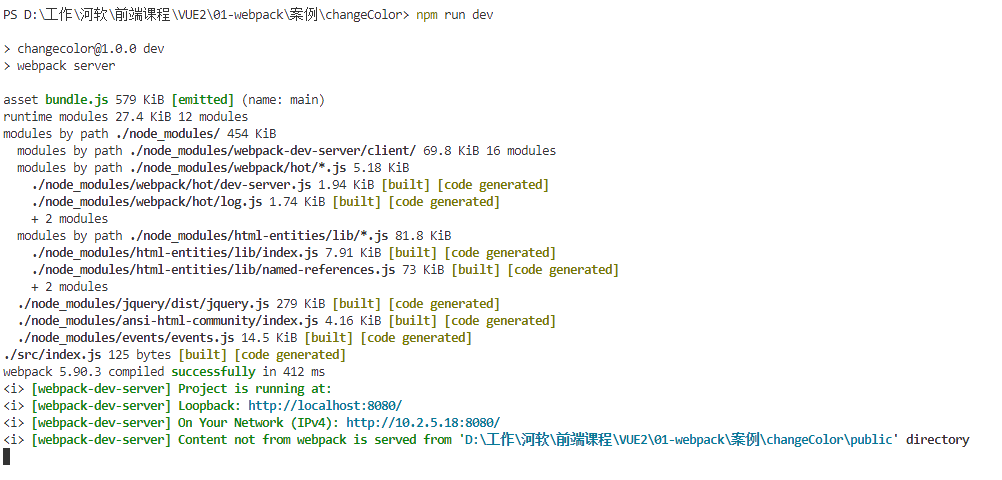 PS D:\工作\河软\前端课程\VUE2\01-webpack\案例\changeColor> npm run dev
> changecolor@1.0.0 dev
> webpack server
asset bundle.js 579 KiB [emitted] (name: main)
runtime modules 27.4 KiB 12 modules
modules by path ./node_modules/ 454 KiB
  modules by path ./node_modules/webpack-dev-server/client/ 69.8 KiB 16 modules
  modules by path ./node_modules/webpack/hot/*.js 5.18 KiB
    ./node_modules/webpack/hot/dev-server.js 1.94 KiB [built] [code generated]
    ./node_modules/webpack/hot/log.js 1.74 KiB [built] [code generated]
    + 2 modules
  modules by path ./node_modules/html-entities/lib/*.js 81.8 KiB
    ./node_modules/html-entities/lib/index.js 7.91 KiB [built] [code generated]
    ./node_modules/html-entities/lib/named-references.js 73 KiB [built] [code generated]
    + 2 modules
  ./node_modules/jquery/dist/jquery.js 279 KiB [built] [code generated]
  ./node_modules/ansi-html-community/index.js 4.16 KiB [built] [code generated]
  ./node_modules/events/events.js 14.5 KiB [built] [code generated]
./src/index.js 125 bytes [built] [code generated]
webpack 5.90.3 compiled successfully in 412 ms
<i> [webpack-dev-server] Project is running at:
<i> [webpack-dev-server] Loopback: http://localhost:8080/
<i> [webpack-dev-server] On Your Network (IPv4): http://10.2.5.18:8080/
<i> [webpack-dev-server] Content not from webpack is served from 'D:\工作\河软\前端课程\VUE2\01-webpack\案例\changeColor\public' directory